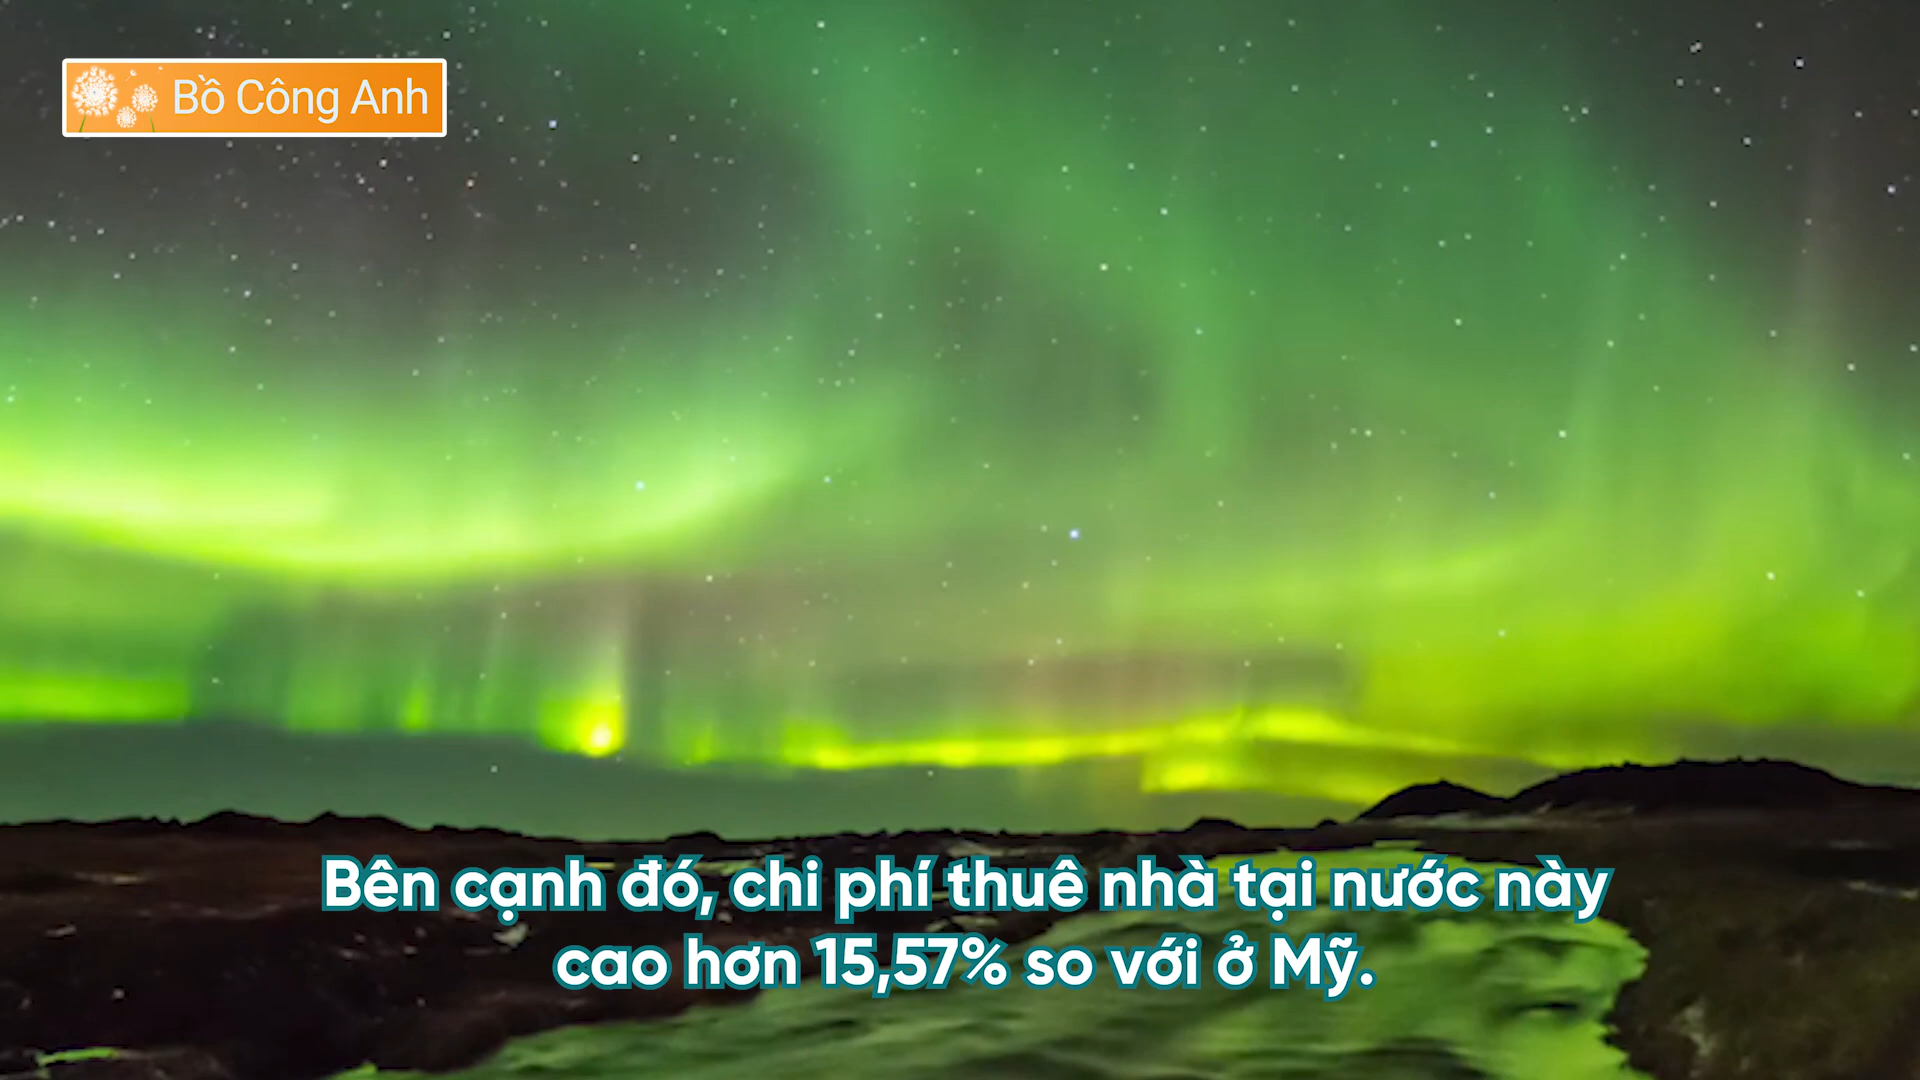 Bồ Công Anh
Bên cạnh đó, chi phí thuê nhà tại nước này
cao hơn 15,57% so với ở Mỹ.